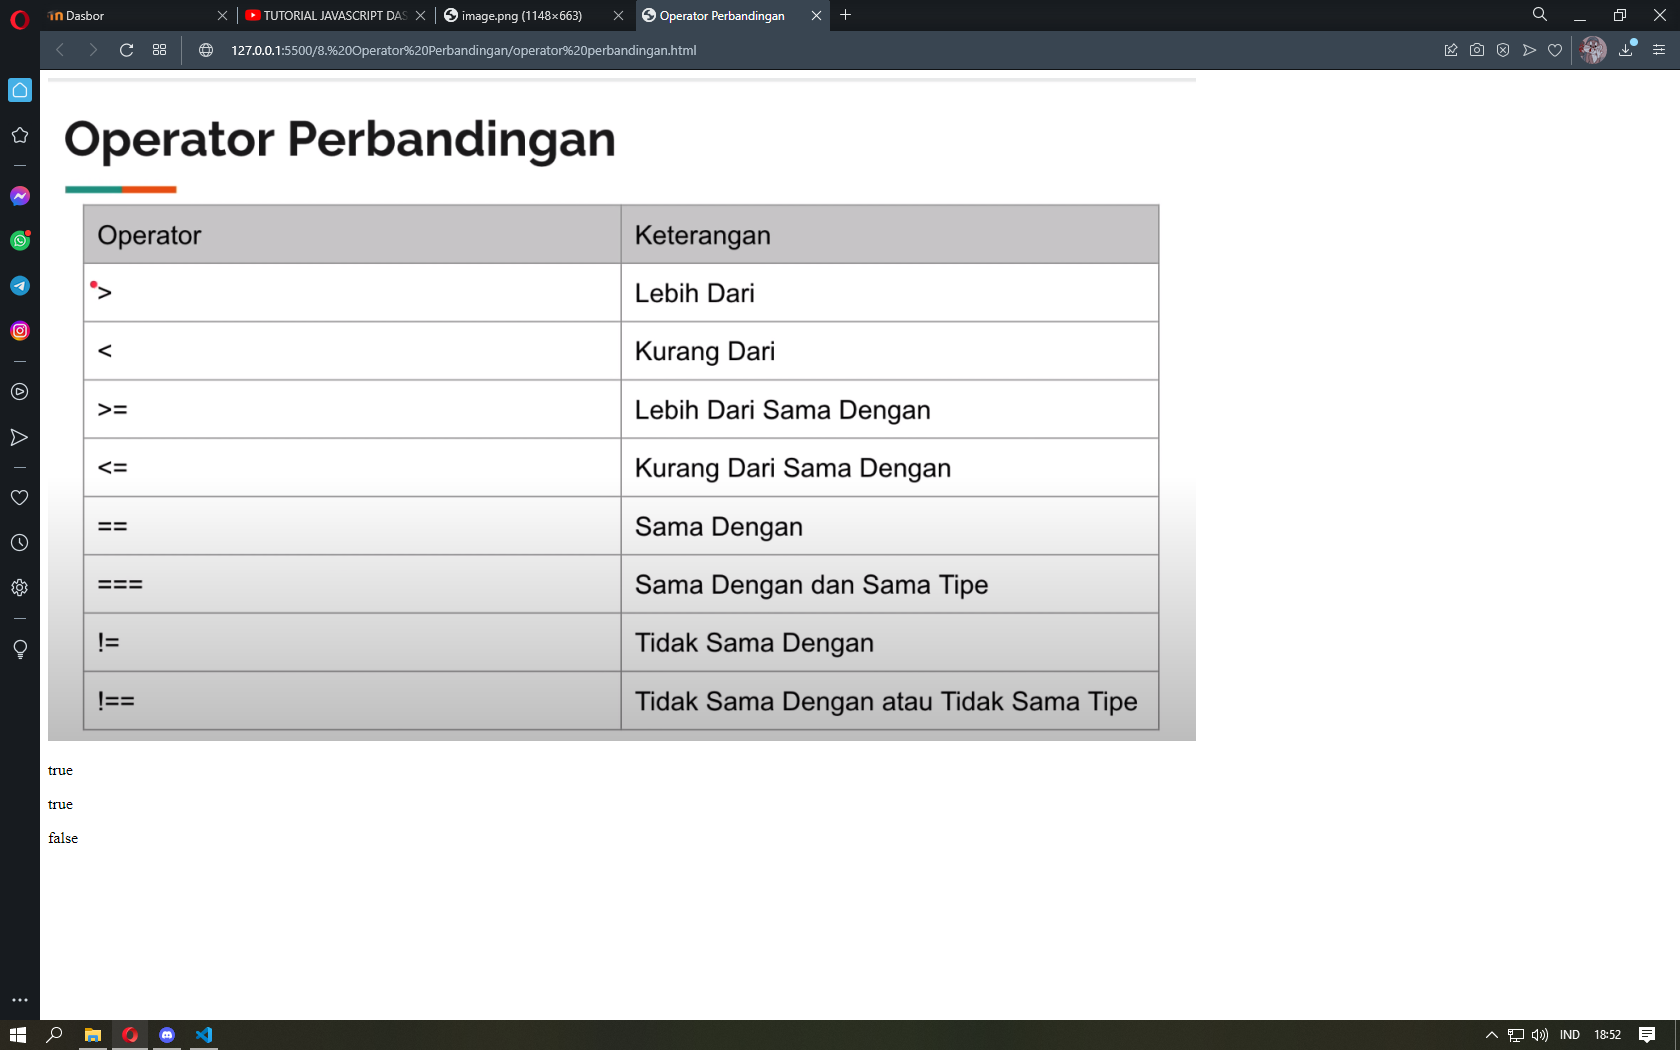 Dasbor
TUTORIAL JAVASCRIPT DAS
image.png (1148×663)
Operator Perbandingan
127.0.0.1:5500/8.%20Operator%20Perbandingan/operator%20perbandingan.html
Operator Perbandingan
Operator Keterangan
> Lebih Dari
< Kurang Dari
>= Lebih Dari Sama Dengan
<= Kurang Dari Sama Dengan
== Sama Dengan
=== Sama Dengan dan Sama Tipe
!= Tidak Sama Dengan
!== Tidak Sama Dengan atau Tidak Sama Tipe
true
true
false
IND 18:52